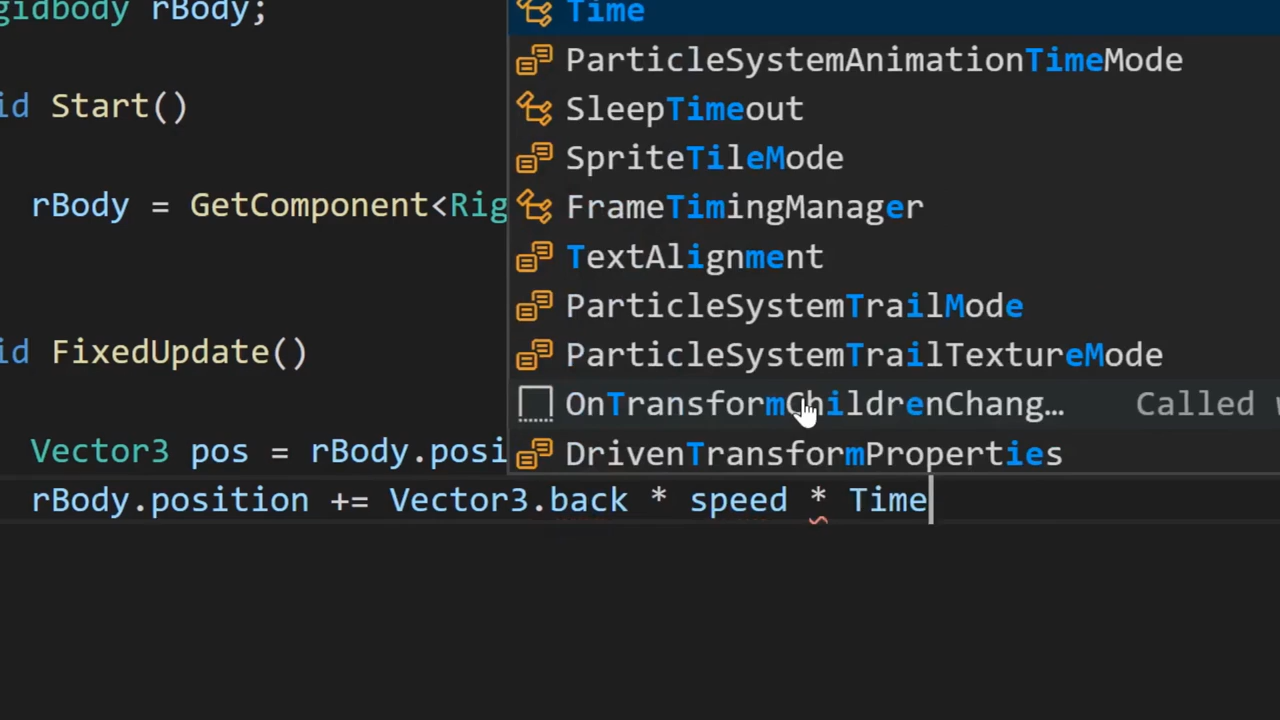 gidbody rBody;
Time
ParticleSystemAnimationTimeMode
id Start()
SleepTimeout
SpriteTileMode
rBody = GetComponent<Rig
FrameTimingManager
TextAlignment
ParticleSystemTrailMode
id FixedUpdate()
ParticleSystemTrailTextureMode
OnTransformChildrenChang… Called w
Vector3 pos = rBody.posi
DrivenTransformProperties
rBody.position += Vector3.back * speed * Time